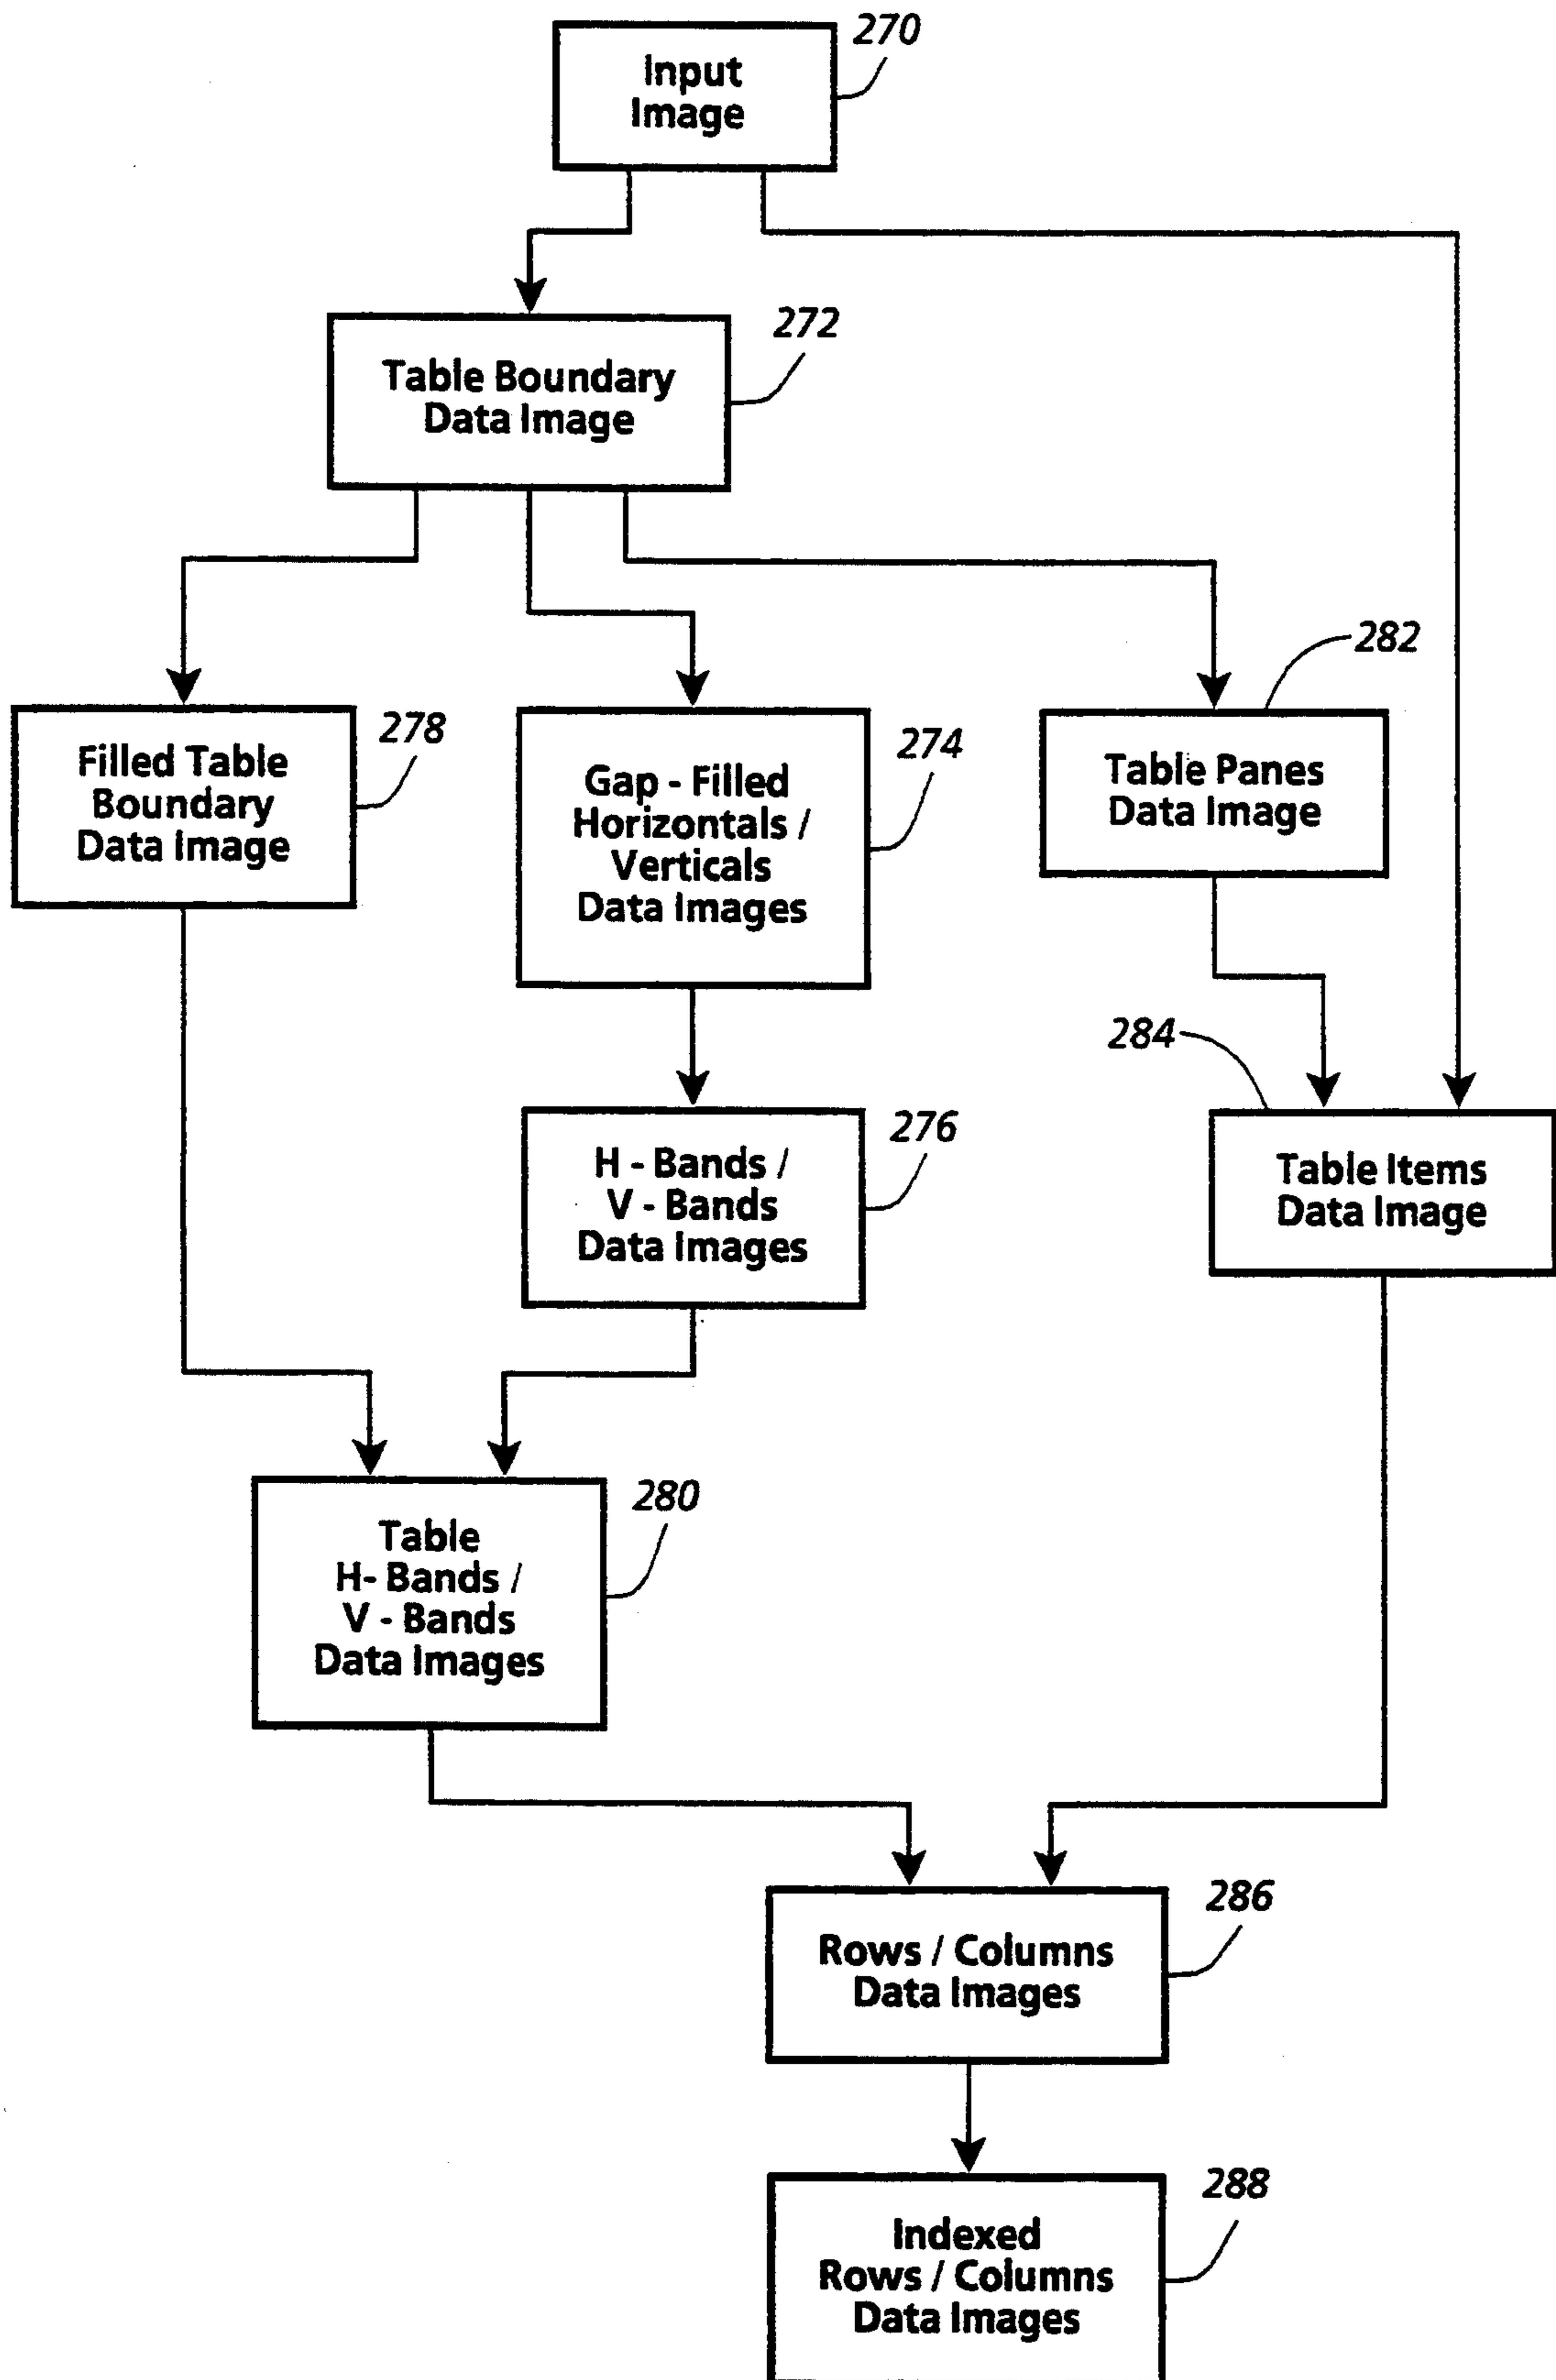 270
Input
Image
272
Table Boundary
Data Image
282
278
Filled Table
Boundary
Data Image
274
Gap - Filled
Horizontals /
Verticals
Data Images
Table Panes
Data Image
284
276
H - Bands /
V - Bands
Data Images
Table Items
Data Image
280
Table
H- Bands /
V - Bands
Data Images
286
Rows / Columns
Data Images
288
Indexed
Rows / Columns
Data Images